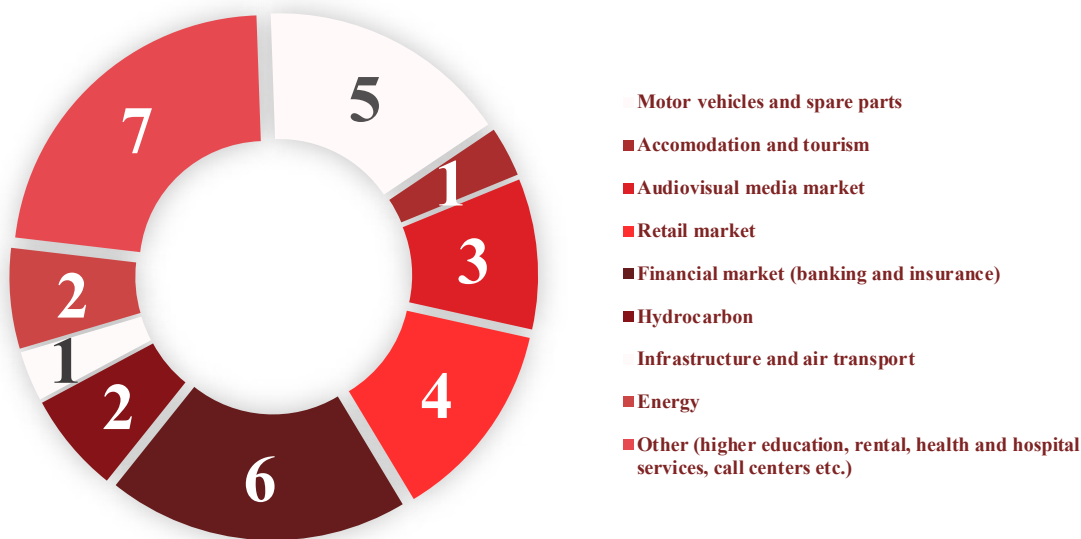 5
1
3
4
6
2
1
2
7
Motor vehicles and spare parts
Accomodation and tourism
Audiovisual media market
Retail market
Financial market (banking and insurance)
Hydrocarbon
Infrastructure and air transport
Energy
Other (higher education, rental, health and hospital
services, call centers etc.)